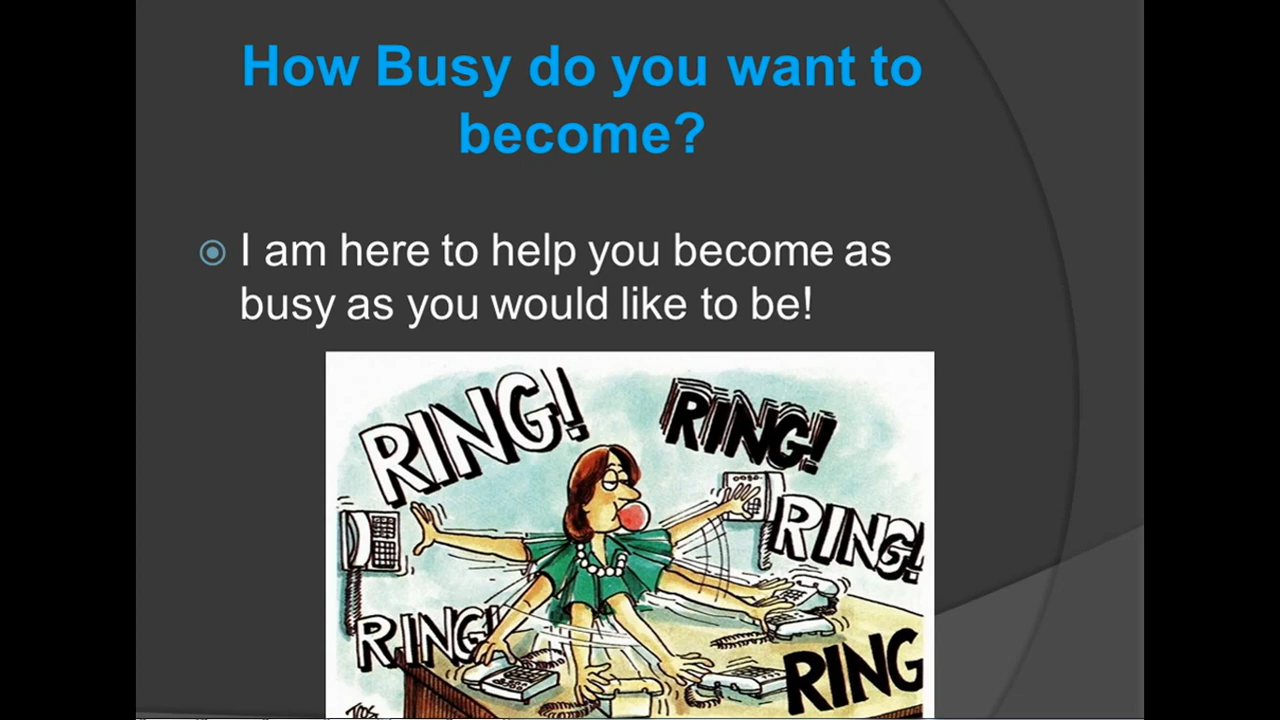 How Busy do you want to
become?
I am here to help you become as
busy as you would like to be!
RING!
RING!
RING!
RING!
RING